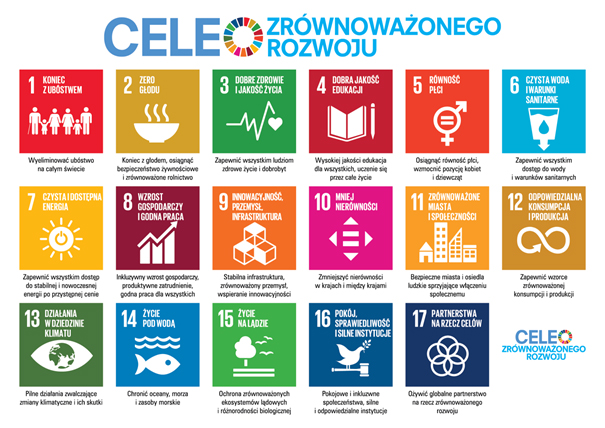 CELE ZRÓWNOWAŻONEGO
ROZWOJU
1 KONIEC
Z UBÓSTWEM
Wyeliminować ubóstwo
na całym świecie
2 ZERO
GŁODU
Koniec z głodem, osiągnąć
bezpieczeństwo żywnościowe
i zrównoważone rolnictwo
3 DOBRE ZDROWIE
I JAKOŚĆ ŻYCIA
Zapewnić wszystkim ludziom
zdrowe życie i dobrobyt
4 DOBRA JAKOŚĆ
EDUKACJI
Wysokiej jakości edukacja
dla wszystkich, uczenie się
przez całe życie
5 RÓWNOŚĆ
PŁCI
Osiągnąć równość płci,
wzmocnić pozycję kobiet
i dziewcząt
6 CZYSTA WODA
I WARUNKI
SANITARNE
Zapewnić wszystkim
dostęp do wody
i warunków sanitarnych
7 CZYSTA I DOSTĘPNA
ENERGIA
Zapewnić wszystkim dostęp
do stabilnej i nowoczesnej
energii po przystępnej cenie
8 WZROST
GOSPODARCZY
I GODNA PRACA
Inkluzywny wzrost gospodarczy,
produktywne zatrudnienie,
godna praca dla wszystkich
9 INNOWACYJNOŚĆ,
PRZEMYSŁ,
INFRASTRUKTURA
Stabilna infrastruktura,
zrównoważony przemysł,
wspieranie innowacyjności
10 MNIEJ
NIERÓWNOŚCI
Zmniejszyć nierówności
w krajach i między krajami
11 ZRÓWNOWAŻONE
MIASTA
I SPOŁECZNOŚCI
Bezpieczne miasta i osiedla
ludzkie sprzyjające włączeniu
społecznemu
12 ODPOWIEDZIALNA
KONSUMPCJA
I PRODUKCJA
Zapewnić wzorce
zrównoważonej
konsumpcji i produkcji
13 DZIAŁANIA
W DZIEDZINIE
KLIMATU
Pilne działania zwalczające
zmiany klimatyczne i ich skutki
14 ŻYCIE
POD WODĄ
Chronić oceany, morza
i zasoby morskie
15 ŻYCIE
NA LĄDZIE
Ochrona zrównoważonych
ekosystemów lądowych
i różnorodności biologicznej
16 POKÓJ,
SPRAWIEDLIWOŚĆ
I SILNE INSTYTUCJE
Pokojowe i inkluzywne
społeczeństwa, silne
i odpowiedzialne instytucje
17 PARTNERSTWA
NA RZECZ CELÓW
Ożywić globalne partnerstwo
na rzecz zrównoważonego
rozwoju
CELE
ZRÓWNOWAŻONEGO
ROZWOJU